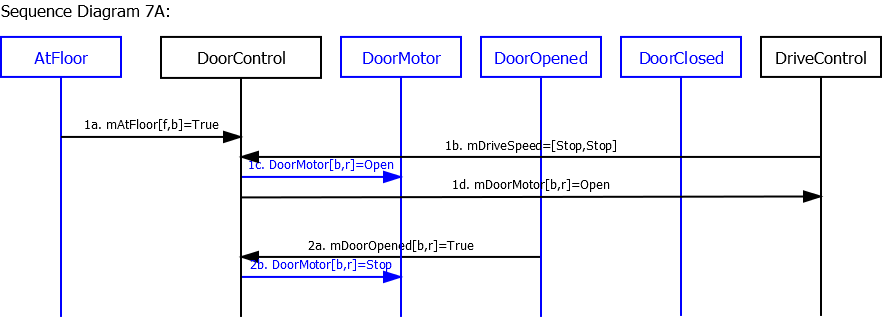 Sequence Diagram 7A:
AtFloor
DoorControl
DoorMotor
DoorOpened
DoorClosed
DriveControl
1a. mAtFloor[f,b]=True
1b. mDriveSpeed=[Stop,Stop]
1c. DoorMotor[b,r]=Open
1d. mDoorMotor[b,r]=Open
2a. mDoorOpened[b,r]=True
2b. DoorMotor[b,r]=Stop